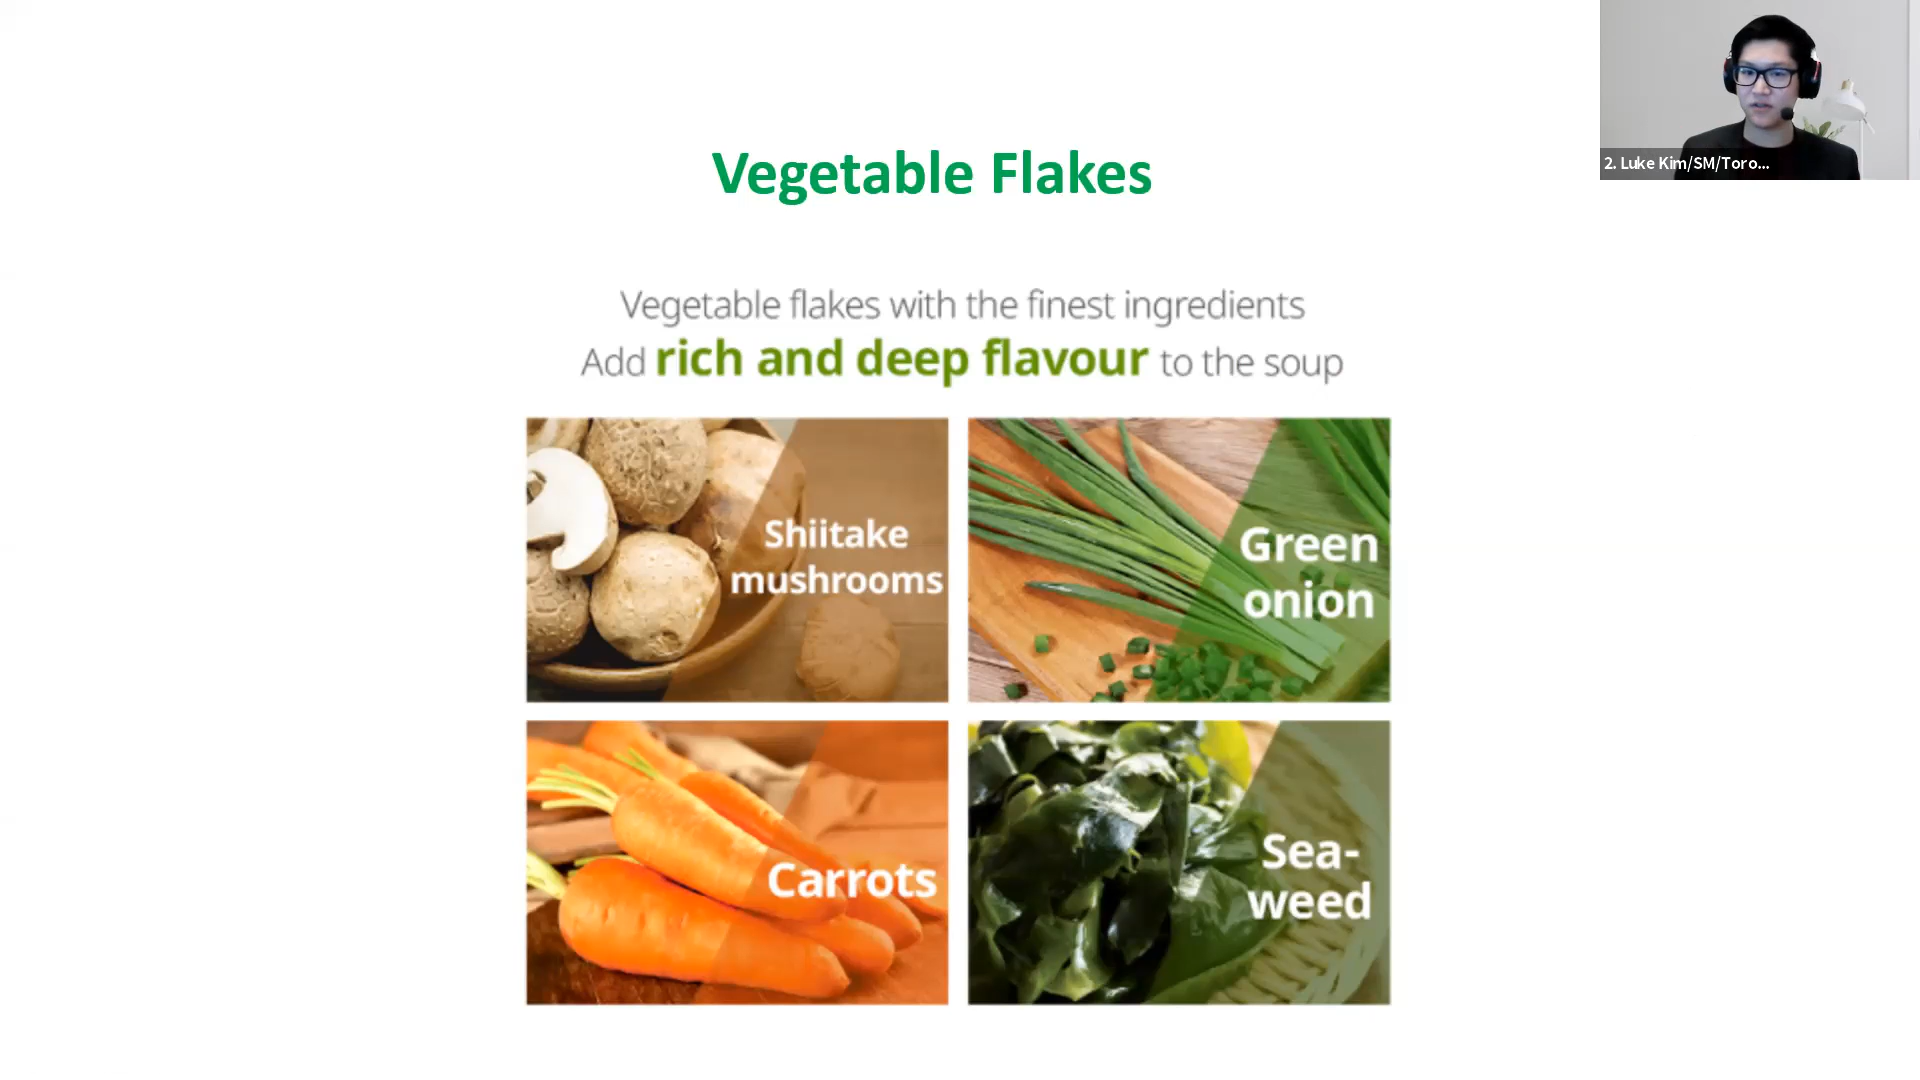 Vegetable Flakes
Vegetable flakes with the finest ingredients
Add rich and deep flavour to the soup
Shiitake
mushrooms
Green
onion
Carrots
Sea-
weed
2. Luke Kim/SM/Toro...